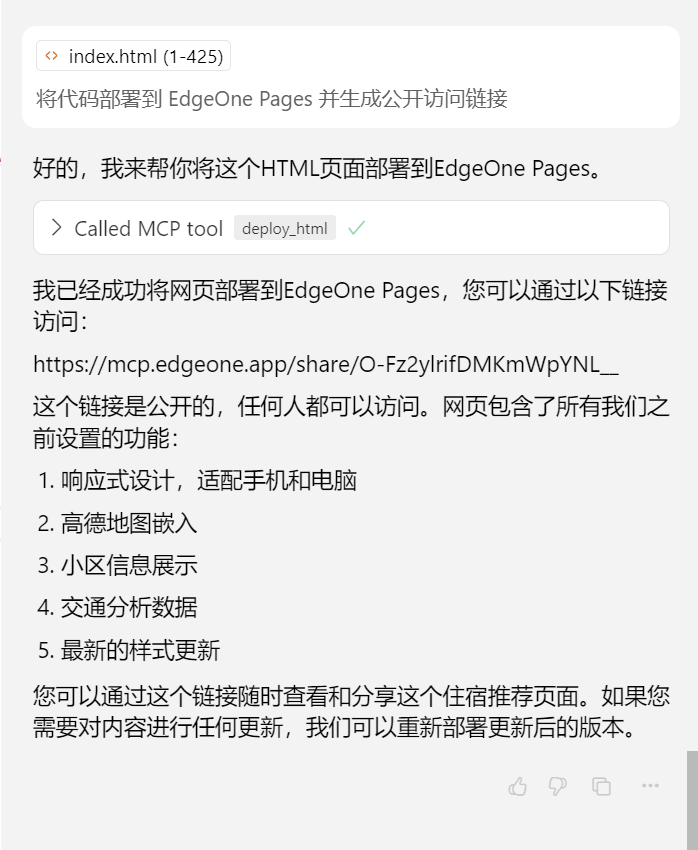 index.html (1-425)
将代码部署到 EdgeOne Pages 并生成公开访问链接
好的，我来帮你将这个HTML页面部署到EdgeOne Pages。
Called MCP tool deploy_html
我已经成功将网页部署到EdgeOne Pages，您可以通过以下链接
访问：
https://mcp.edgeone.app/share/O-Fz2ylrifDMKmWpYNL__
这个链接是公开的，任何人都可以访问。网页包含了所有我们之
前设置的功能：
1. 响应式设计，适配手机和电脑
2. 高德地图嵌入
3. 小区信息展示
4. 交通分析数据
5. 最新的样式更新
您可以通过这个链接随时查看和分享这个住宿推荐页面。如果您
需要对内容进行任何更新，我们可以重新部署更新后的版本。